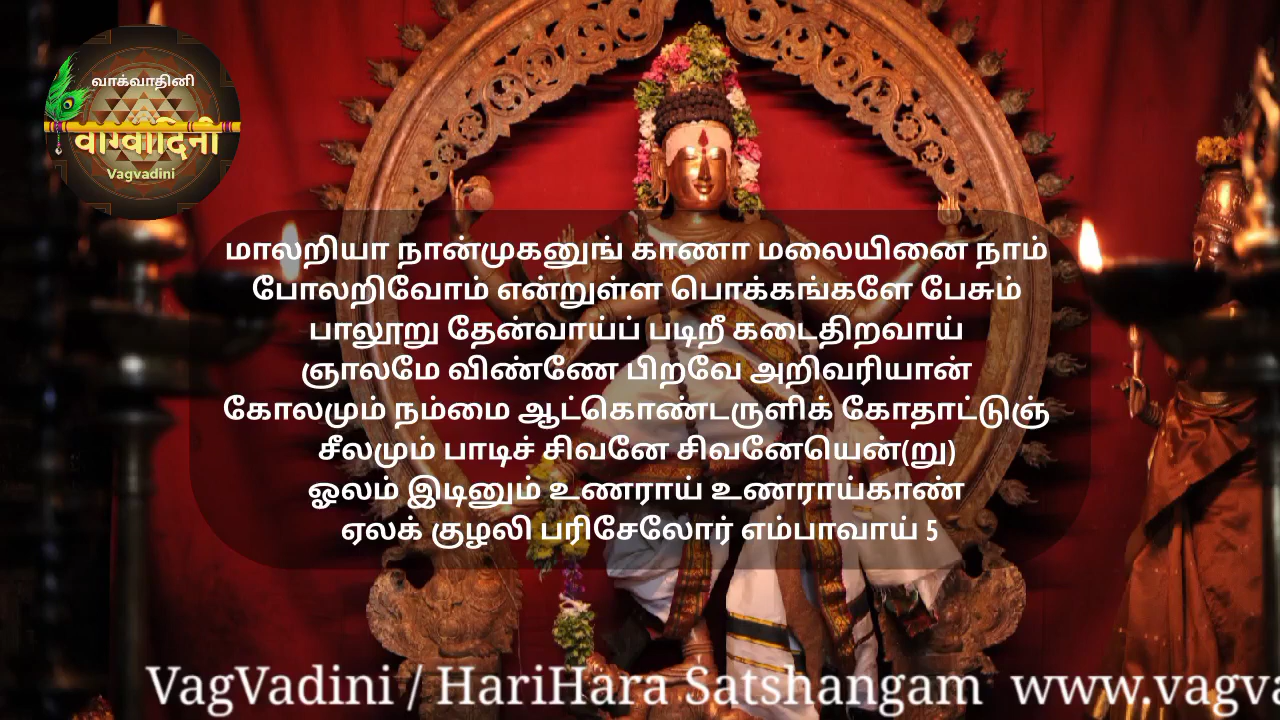 வாக்வாதினி
वाग्वादिनी
Vagvadini
மாலறியா நான்முகனுங் காணா மலையினை நாம்
போலறிவோம் என்றுள்ள பொக்கங்களே பேசும்
பாலூறு தேன்வாய்ப் படிறீ கடைதிறவாய்
ஞாலமே விண்ணே பிறவே அறிவரியான்
கோலமும் நம்மை ஆட்கொண்டருளிக் கோதாட்டுஞ்
சீலமும் பாடிச் சிவனே சிவனேயென்(று)
ஓலம் இடினும் உணராய் உணராய்காண்
ஏலக் குழலி பரிசேலோர் எம்பாவாய் 5
VagVadini / HariHara Satshangam www.vagva